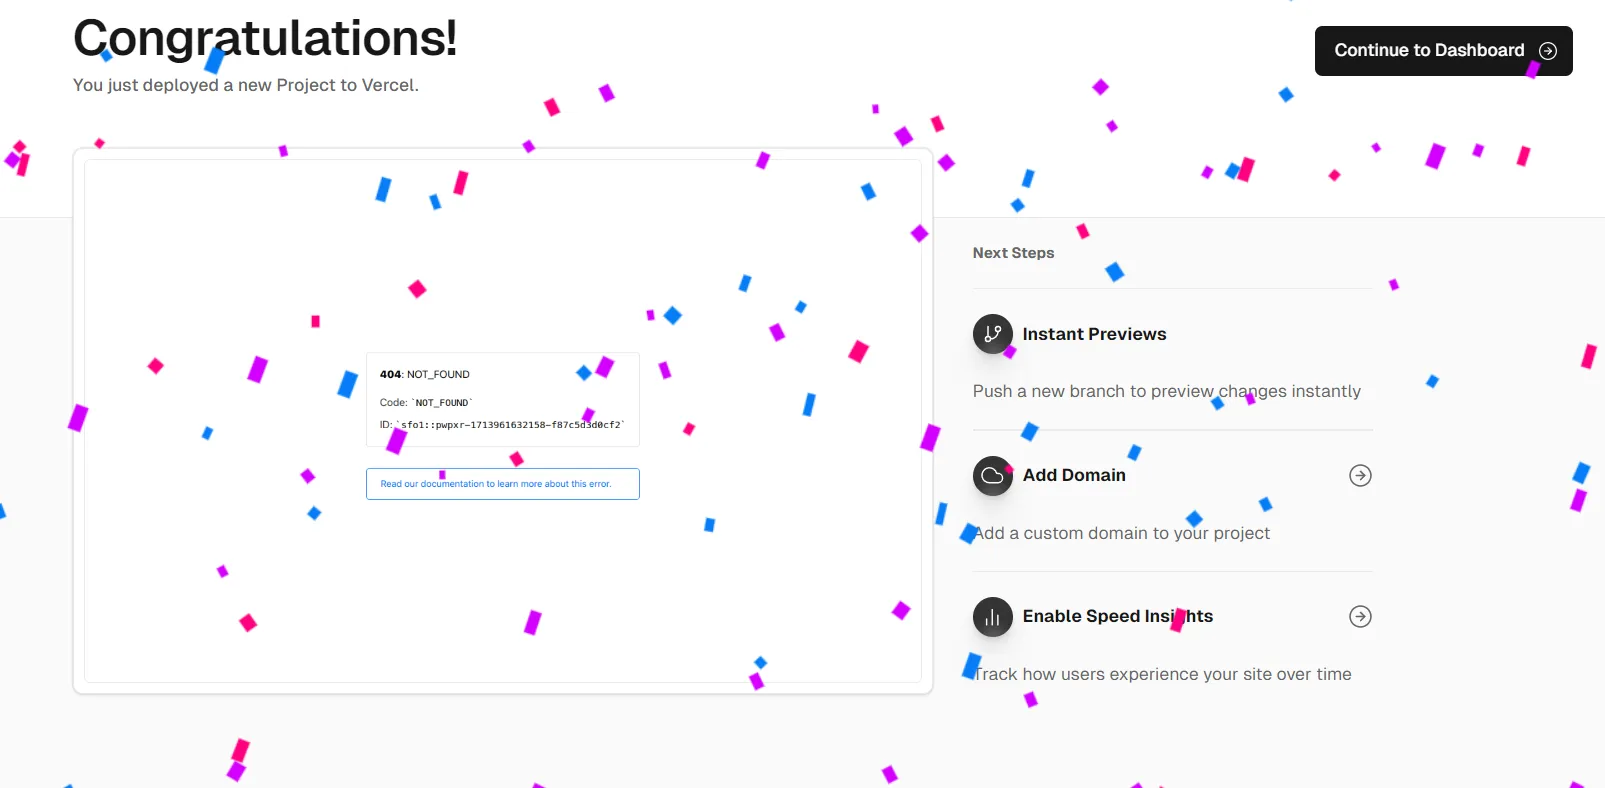 Congratulations!
You just deployed a new Project to Vercel.
Continue to Dashboard
404: NOT_FOUND
Code: `NOT_FOUND`
ID: `sfo1::pwpxr-1713961632158-f87c5d3d0cf2`
Read our documentation to learn more about this error.
Next Steps
Instant Previews
Push a new branch to preview changes instantly
Add Domain
Add a custom domain to your project
Enable Speed Insights
Track how users experience your site over time